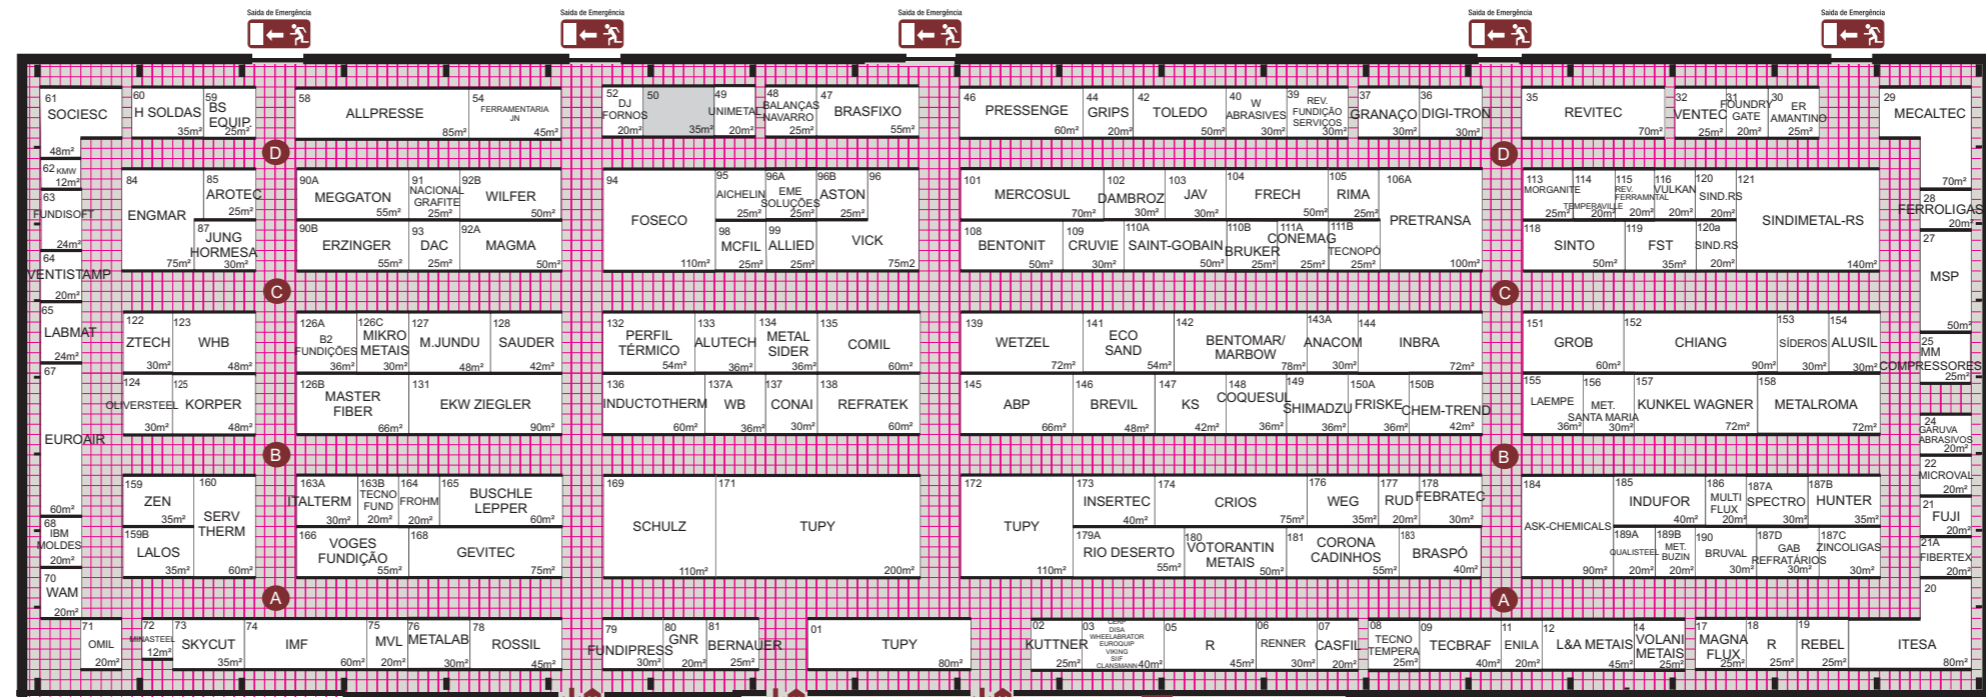 Saída de Emergência
Saída de Emergência
Saída de Emergência
Saída de Emergência
Saída de Emergência
61
SOCIESC
48m²
60
H SOLDAS
35m²
59
BS
EQUIP.
25m²
58
ALLPRESSE
85m²
54
FERRAMENTARIA
JN
45m²
52
DJ
FORNOS
20m²
50
35m²
49
UNIMETAL
20m²
48
BALANÇAS
NAVARRO
25m²
47
BRASFIXO
55m²
46
PRESSENGE
60m²
44
GRIPS
20m²
42
TOLEDO
50m²
40
W
ABRASIVES
30m²
39
REV.
FUNDIÇÃO
SERVIÇOS
30m²
37
GRANAÇO
30m²
36
DIGI-TRON
30m²
35
REVITEC
70m²
32
VENTEC
25m²
31
FOUNDRY
GATE
20m²
30
ER
AMANTINO
25m²
29
MECALTEC
70m²
D
D
62 KMW
12m²
63
FUNDISOFT
24m²
64
VENTISTAMP
20m²
65
LABMAT
24m²
67
EUROAIR
60m²
68
IBM
MOLDES
20m²
70
WAM
20m²
84
ENGMAR
75m²
85
AROTEC
25m²
87
JUNG
HORMESA
30m²
90A
MEGGATON
55m²
91
NACIONAL
GRAFITE
25m²
92B
WILFER
50m²
90B
ERZINGER
55m²
93
DAC
25m²
92A
MAGMA
50m²
94
FOSECO
110m²
95
AICHELIN
25m²
96A
EME
SOLUÇÕES
25m²
96B
ASTON
25m²
96
VICK
75m2
98
MCFIL
25m²
99
ALLIED
25m²
101
MERCOSUL
70m²
102
DAMBROZ
30m²
103
JAV
30m²
104
FRECH
50m²
105
RIMA
25m²
106A
PRETRANSA
100m²
108
BENTONIT
50m²
109
CRUVIE
30m²
110A
SAINT-GOBAIN
50m²
110B
BRUKER
25m²
111A
CONEMAG
25m²
111B
TECNOPÓ
25m²
113
MORGANITE
25m²
114
TEMPERAVILLE
20m²
115
REV.
FERRAMNTAL
20m²
116
VULKAN
20m²
120
SIND.RS
20m²
121
SINDIMETAL-RS
140m²
118
SINTO
50m²
119
FST
35m²
120a
SIND.RS
20m²
28
FERROLIGAS
20m²
27
MSP
50m²
25
MM
COMPRESSORES
25m²
24
GARUVA
ABRASIVOS
20m²
22
MICROVAL
20m²
21
FUJI
20m²
21A
FIBERTEX
20m²
C
C
122
ZTECH
30m²
123
WHB
48m²
124
OLIVERSTEEL
30m²
125
KORPER
48m²
126A
B2
FUNDIÇÕES
36m²
126C
MIKRO
METAIS
30m²
127
M.JUNDU
48m²
128
SAUDER
42m²
126B
MASTER
FIBER
66m²
131
EKW ZIEGLER
90m²
132
PERFIL
TÉRMICO
54m²
133
ALUTECH
36m²
134
METAL
SIDER
36m²
135
COMIL
60m²
136
INDUCTOTHERM
60m²
137A
WB
36m²
137
CONAI
30m²
138
REFRATEK
60m²
139
WETZEL
72m²
141
ECO
SAND
54m²
142
BENTOMAR/
MARBOW
78m²
143A
ANACOM
30m²
144
INBRA
72m²
145
ABP
66m²
146
BREVIL
48m²
147
KS
42m²
148
COQUESUL
36m²
149
SHIMADZU
36m²
150A
FRISKE
36m²
150B
CHEM-TREND
42m²
151
GROB
60m²
152
CHIANG
90m²
153
SÍDEROS
30m²
154
ALUSIL
30m²
155
LAEMPE
36m²
156
MET.
SANTA MARIA
30m²
157
KUNKEL WAGNER
72m²
158
METALROMA
72m²
B
B
159
ZEN
35m²
160
SERV
THERM
60m²
159B
LALOS
35m²
163A
ITALTERM
30m²
163B
TECNO
FUND
20m²
164
FROHM
20m²
165
BUSCHLE
LEPPER
60m²
166
VOGES
FUNDIÇÃO
55m²
168
GEVITEC
75m²
169
SCHULZ
110m²
171
TUPY
200m²
172
TUPY
110m²
173
INSERTEC
40m²
174
CRIOS
75m²
176
WEG
35m²
177
RUD
20m²
178
FEBRATEC
30m²
179A
RIO DESERTO
55m²
180
VOTORANTIN
METAIS
50m²
181
CORONA
CADINHOS
55m²
183
BRASPÓ
40m²
184
ASK-CHEMICALS
90m²
185
INDUFOR
40m²
186
MULTI
FLUX
20m²
187A
SPECTRO
30m²
187B
HUNTER
35m²
189A
QUALISTEEL
20m²
189B
MET.
BUZIN
20m²
190
BRUVAL
30m²
187D
GAB
REFRATÁRIOS
30m²
187C
ZINCOLIGAS
30m²
A
A
71
OMIL
20m²
72
MINASTEEL
12m²
73
SKYCUT
35m²
74
IMF
60m²
75
MVL
20m²
76
METALAB
30m²
78
ROSSIL
45m²
79
FUNDIPRESS
30m²
80
GNR
20m²
81
BERNAUER
25m²
01
TUPY
80m²
02
KUTTNER
25m²
03
DISA
WHEELABRATOR
EUROQUIP
VIKING
SIIF
CLANSMANN
40m²
05
R
45m²
06
RENNER
30m²
07
CASFIL
20m²
08
TECNO
TEMPERA
25m²
09
TECBRAF
40m²
11
ENILA
20m²
12
L&A METAIS
45m²
14
VOLANI
METAIS
25m²
17
MAGNA
FLUX
25m²
18
R
25m²
19
REBEL
25m²
20
ITESA
80m²